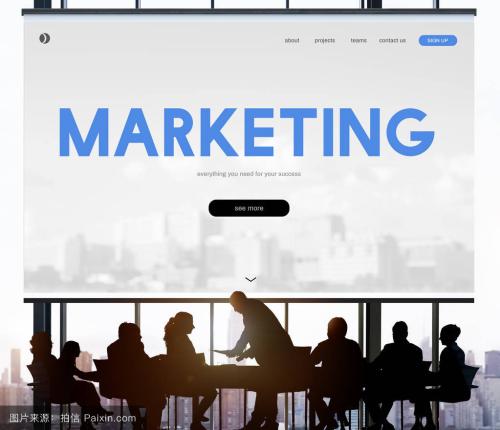 about projects teams contact us SIGN UP
MARKETING
everything you need for your success
see more
图片来源：拍信 Paixin.com